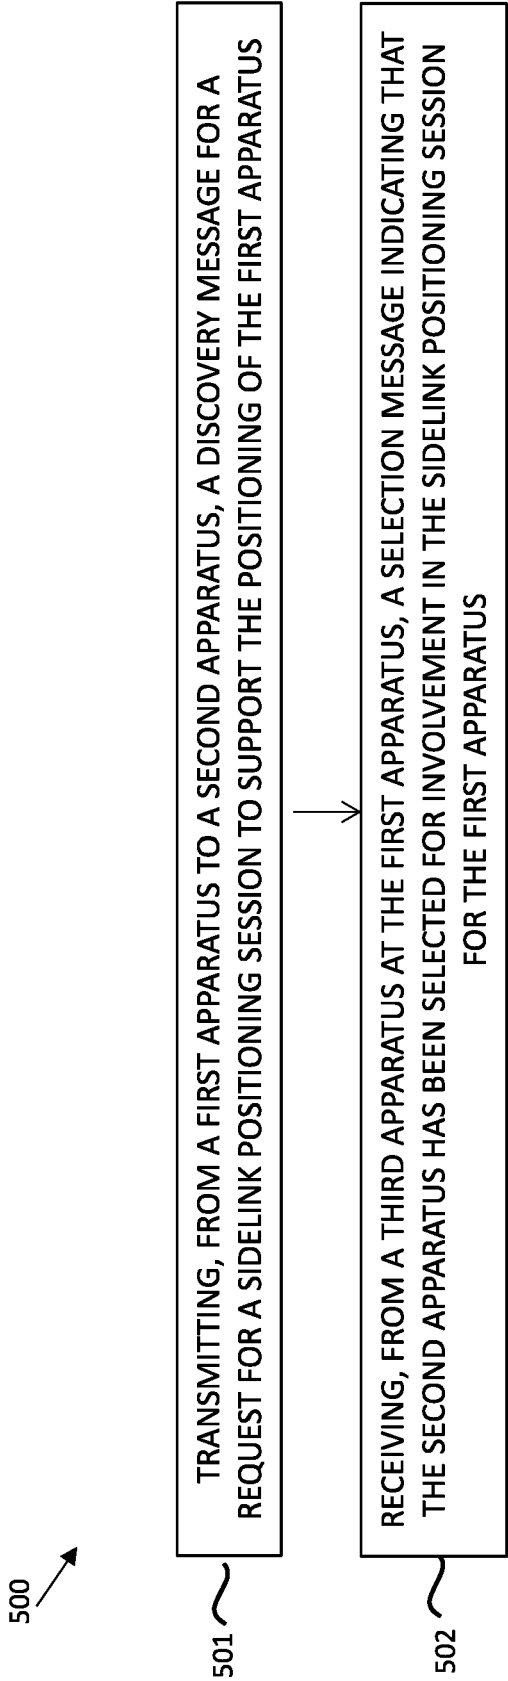 500
501
TRANSMITTING, FROM A FIRST APPARATUS TO A SECOND APPARATUS, A DISCOVERY MESSAGE FOR A
REQUEST FOR A SIDELINK POSITIONING SESSION TO SUPPORT THE POSITIONING OF THE FIRST APPARATUS
502
RECEIVING, FROM A THIRD APPARATUS AT THE FIRST APPARATUS, A SELECTION MESSAGE INDICATING THAT
THE SECOND APPARATUS HAS BEEN SELECTED FOR INVOLVEMENT IN THE SIDELINK POSITIONING SESSION
FOR THE FIRST APPARATUS